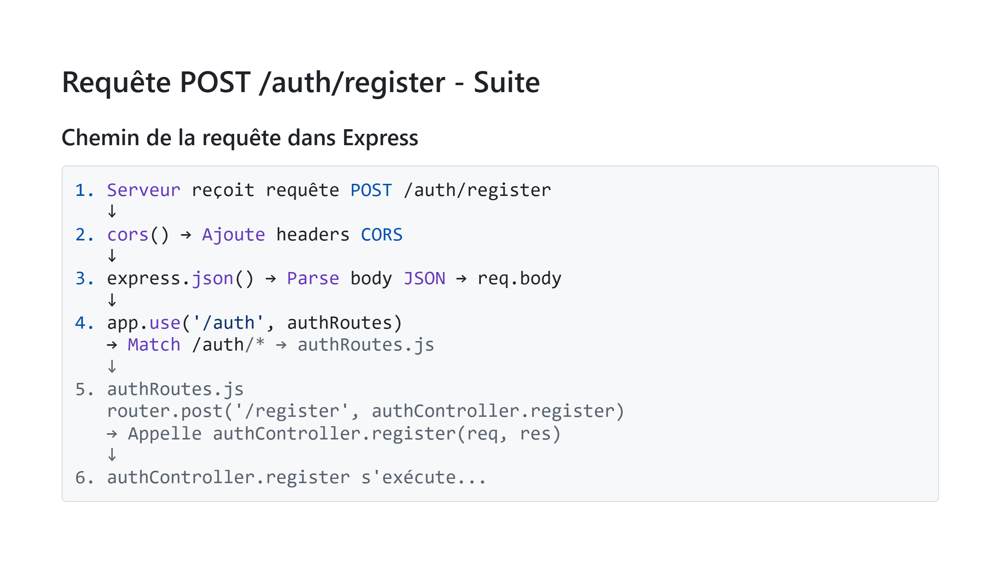 Requête POST /auth/register - Suite
Chemin de la requête dans Express
1. Serveur reçoit requête POST /auth/register
↓
2. cors() → Ajoute headers CORS
↓
3. express.json() → Parse body JSON → req.body
↓
4. app.use('/auth', authRoutes)
→ Match /auth/* → authRoutes.js
↓
5. authRoutes.js
router.post('/register', authController.register)
→ Appelle authController.register(req, res)
↓
6. authController.register s'exécute...